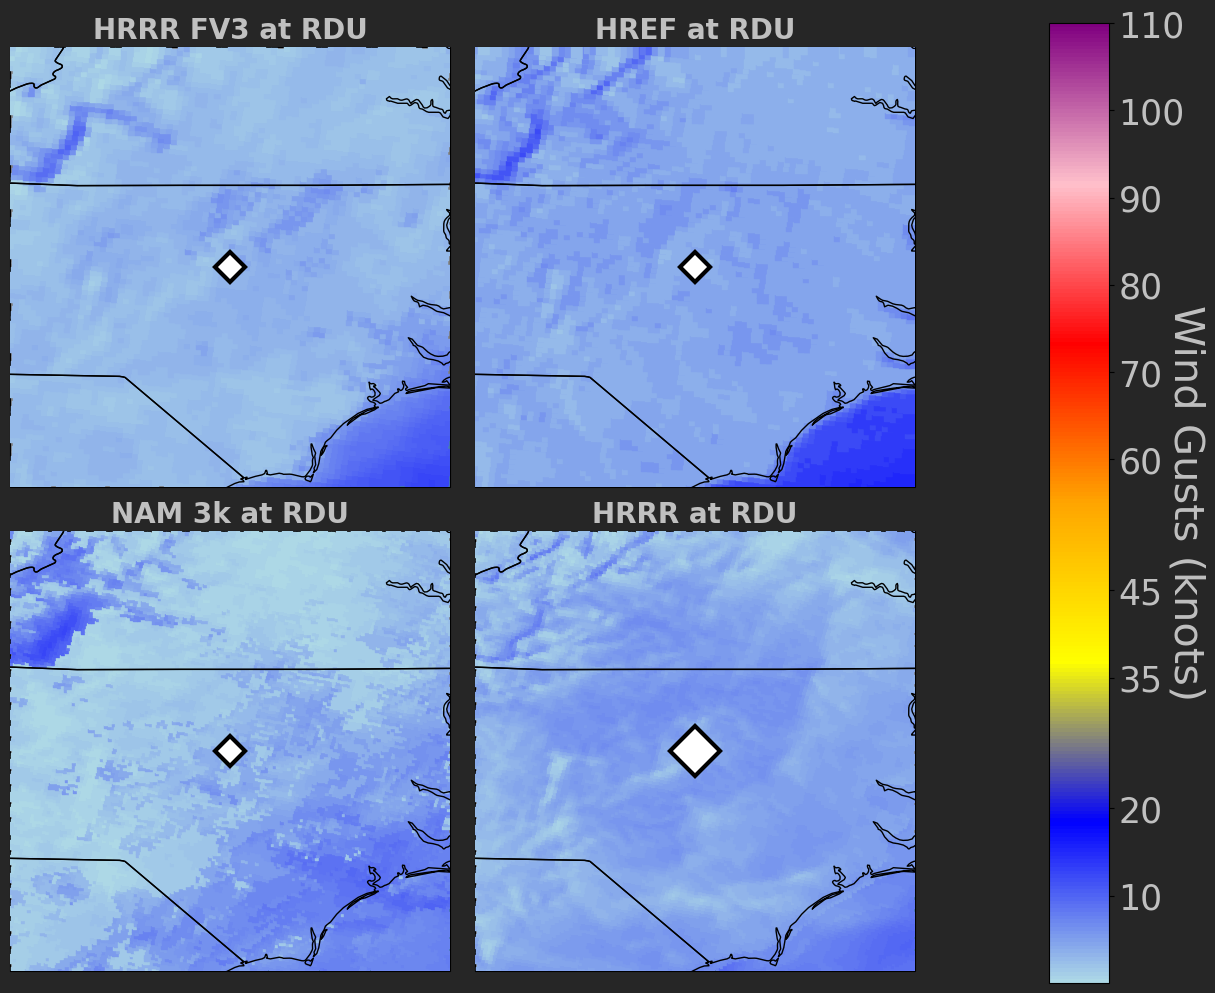 HRRR FV3 at RDU
HREF at RDU
NAM 3k at RDU
HRRR at RDU
110
100
90
80
70
60
45
35
20
10
Wind Gusts (knots)